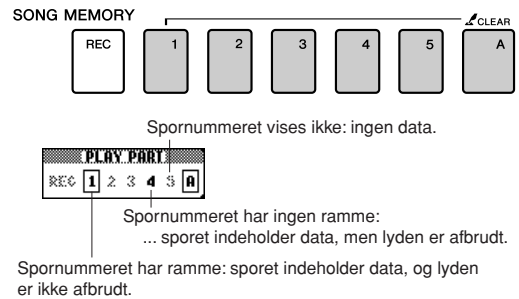 SONG MEMORY
CLEAR
REC 1 2 3 4 5 A
Spornummeret vises ikke: ingen data.
PLAY PART
REC 1 2 3 4 5 A
Spornummeret har ingen ramme:
... sporet indeholder data, men lyden er afbrudt.
Spornummeret har ramme: sporet indeholder data, og lyden
er ikke afbrudt.